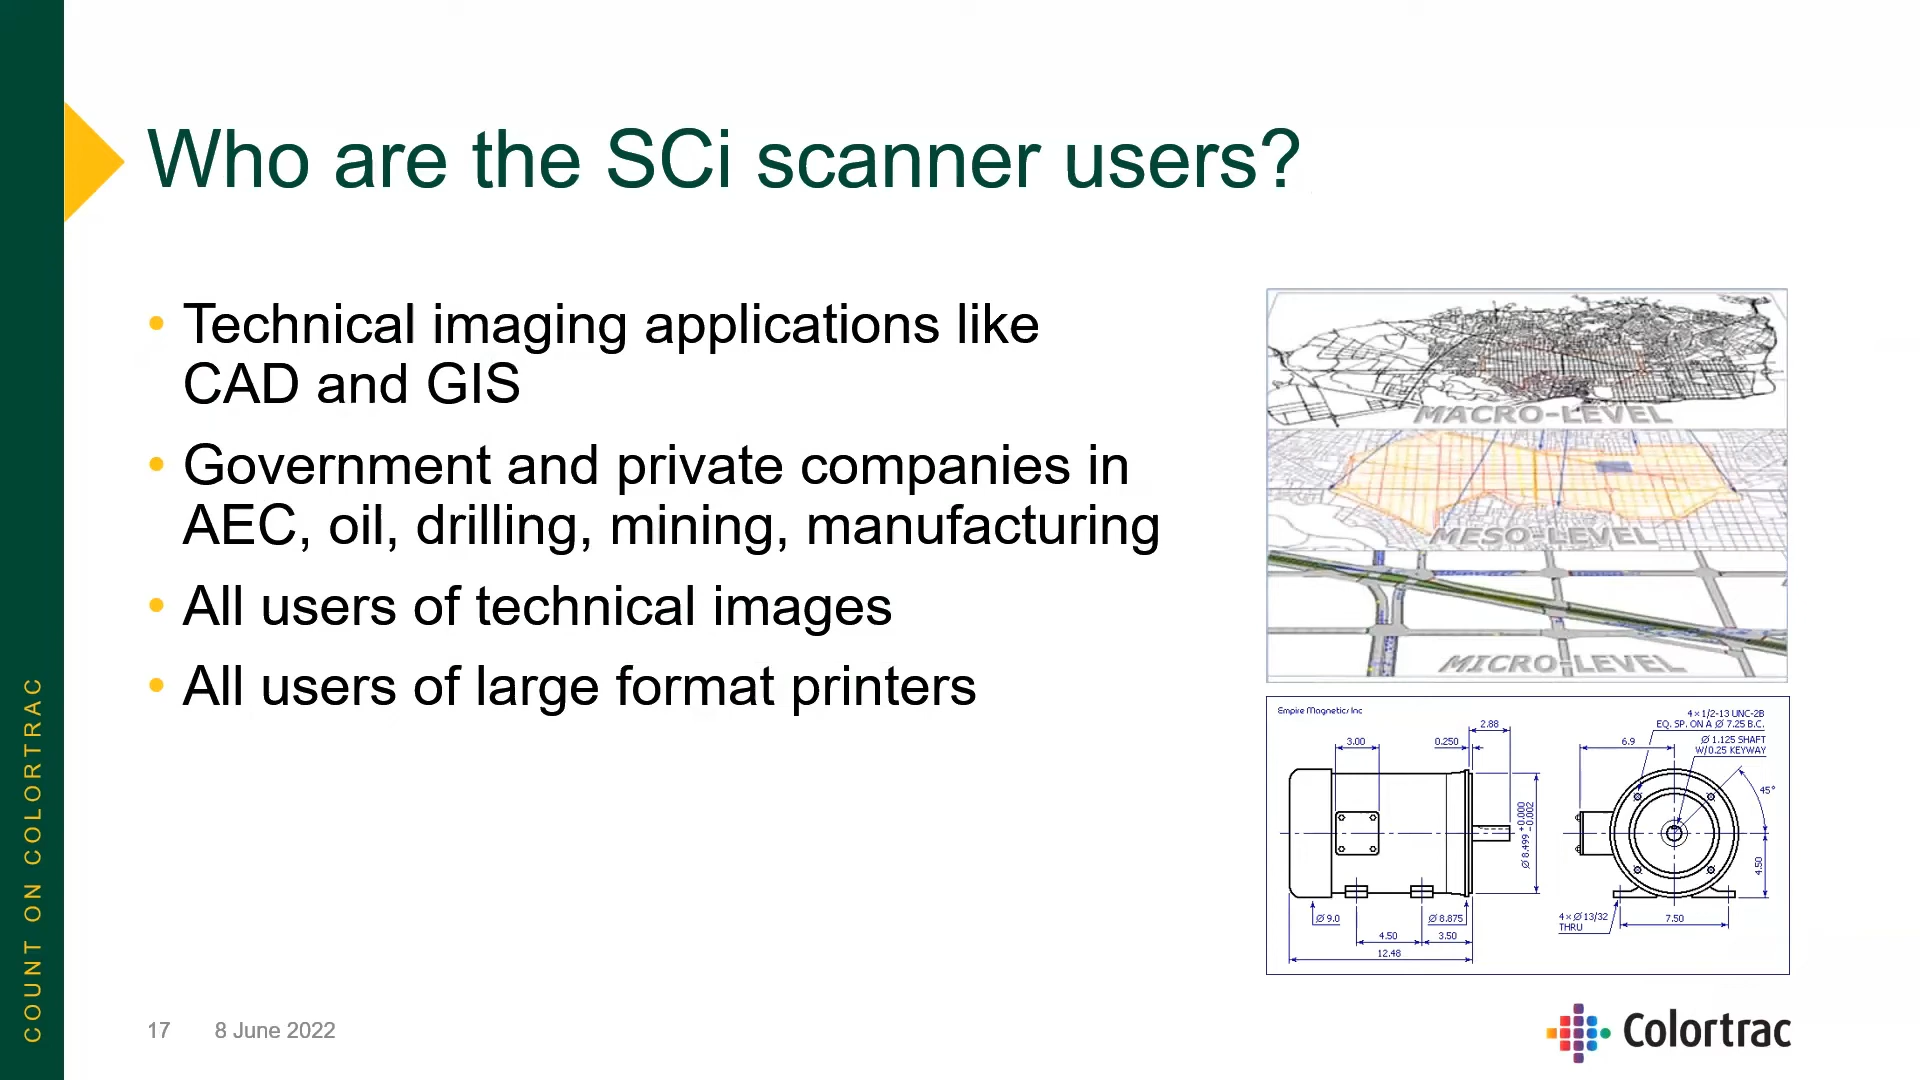 Who are the SCi scanner users?
• Technical imaging applications like
CAD and GIS
• Government and private companies in
AEC, oil, drilling, mining, manufacturing
• All users of technical images
• All users of large format printers
MACRO-LEVEL
MESO-LEVEL
MICRO-LEVEL
Empire Magnetics Inc
4 × 1/2-13 UNC-2B
EQ. SP. ON A Ø 7.25 B.C.
Ø 1.125 SHAFT
W/0.25 KEYWAY
2.88
3.00
0.250
6.9
45°
Ø 8.499 +0.000
-0.002
4.50
Ø 9.0
Ø 8.875
4 × Ø 13/32
THRU
7.50
4.50
3.50
12.48
COUNT ON COLORTRAC
17
8 June 2022
Colortrac